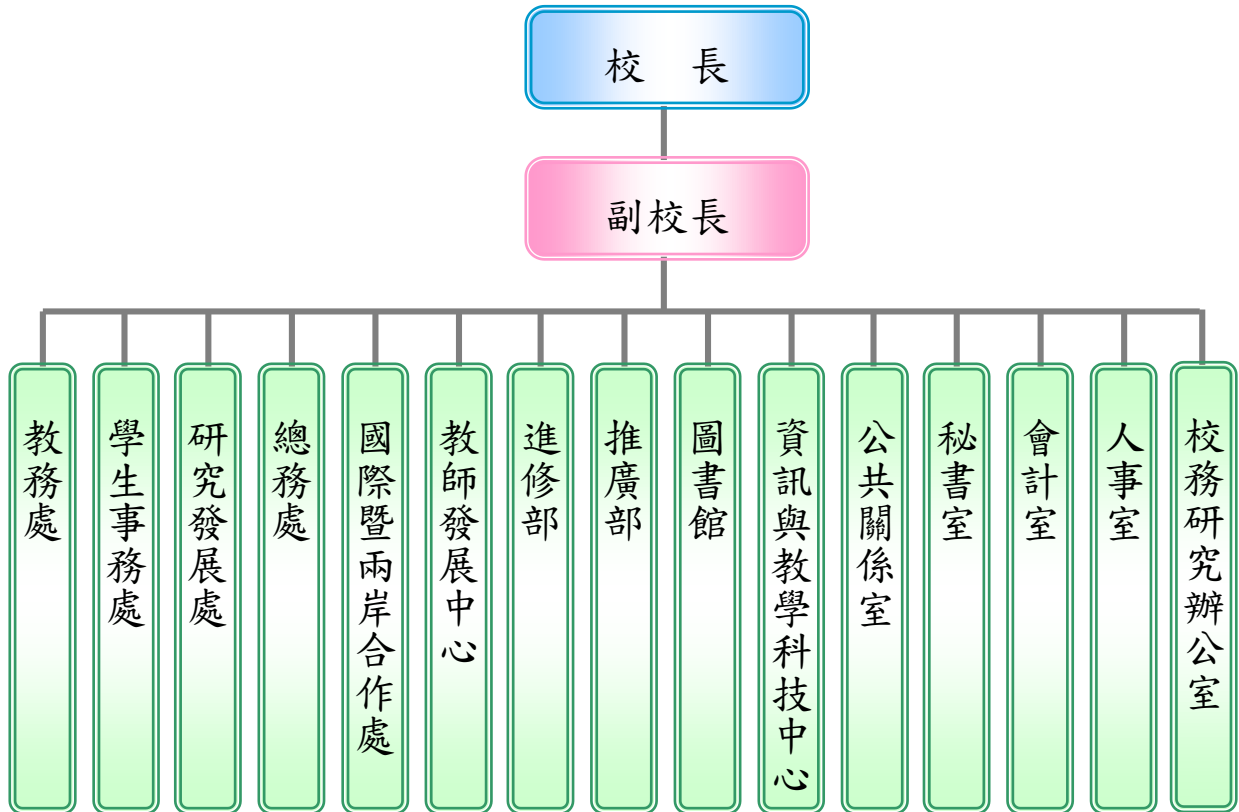 校 長
副校長
教務處
學生事務處
研究發展處
總務處
國際暨兩岸合作處
教師發展中心
進修部
推廣部
圖書館
資訊與教學科技中心
公共關係室
秘書室
會計室
人事室
校務研究辦公室